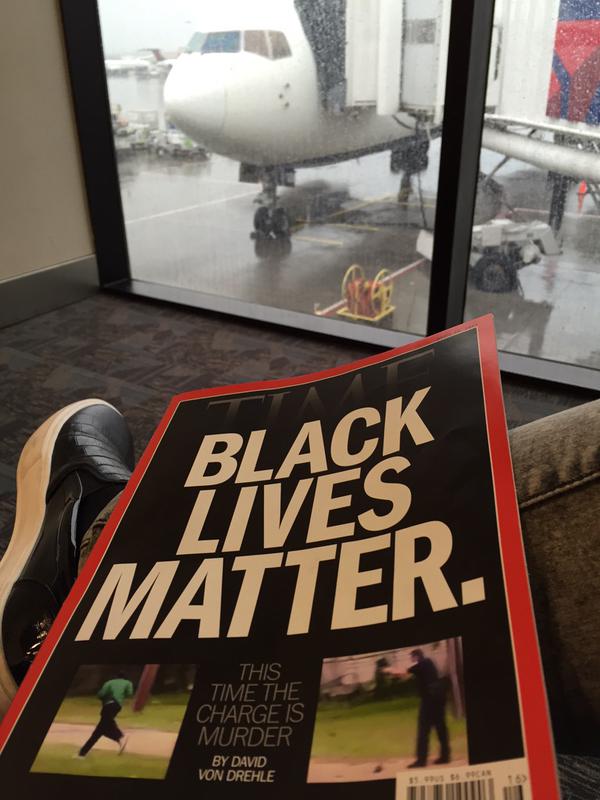 TIME
BLACK
LIVES
MATTER.
THIS
TIME THE
CHARGE IS
MURDER
BY DAVID
VON DREHLE
$5.99US $6.99CAN
16>